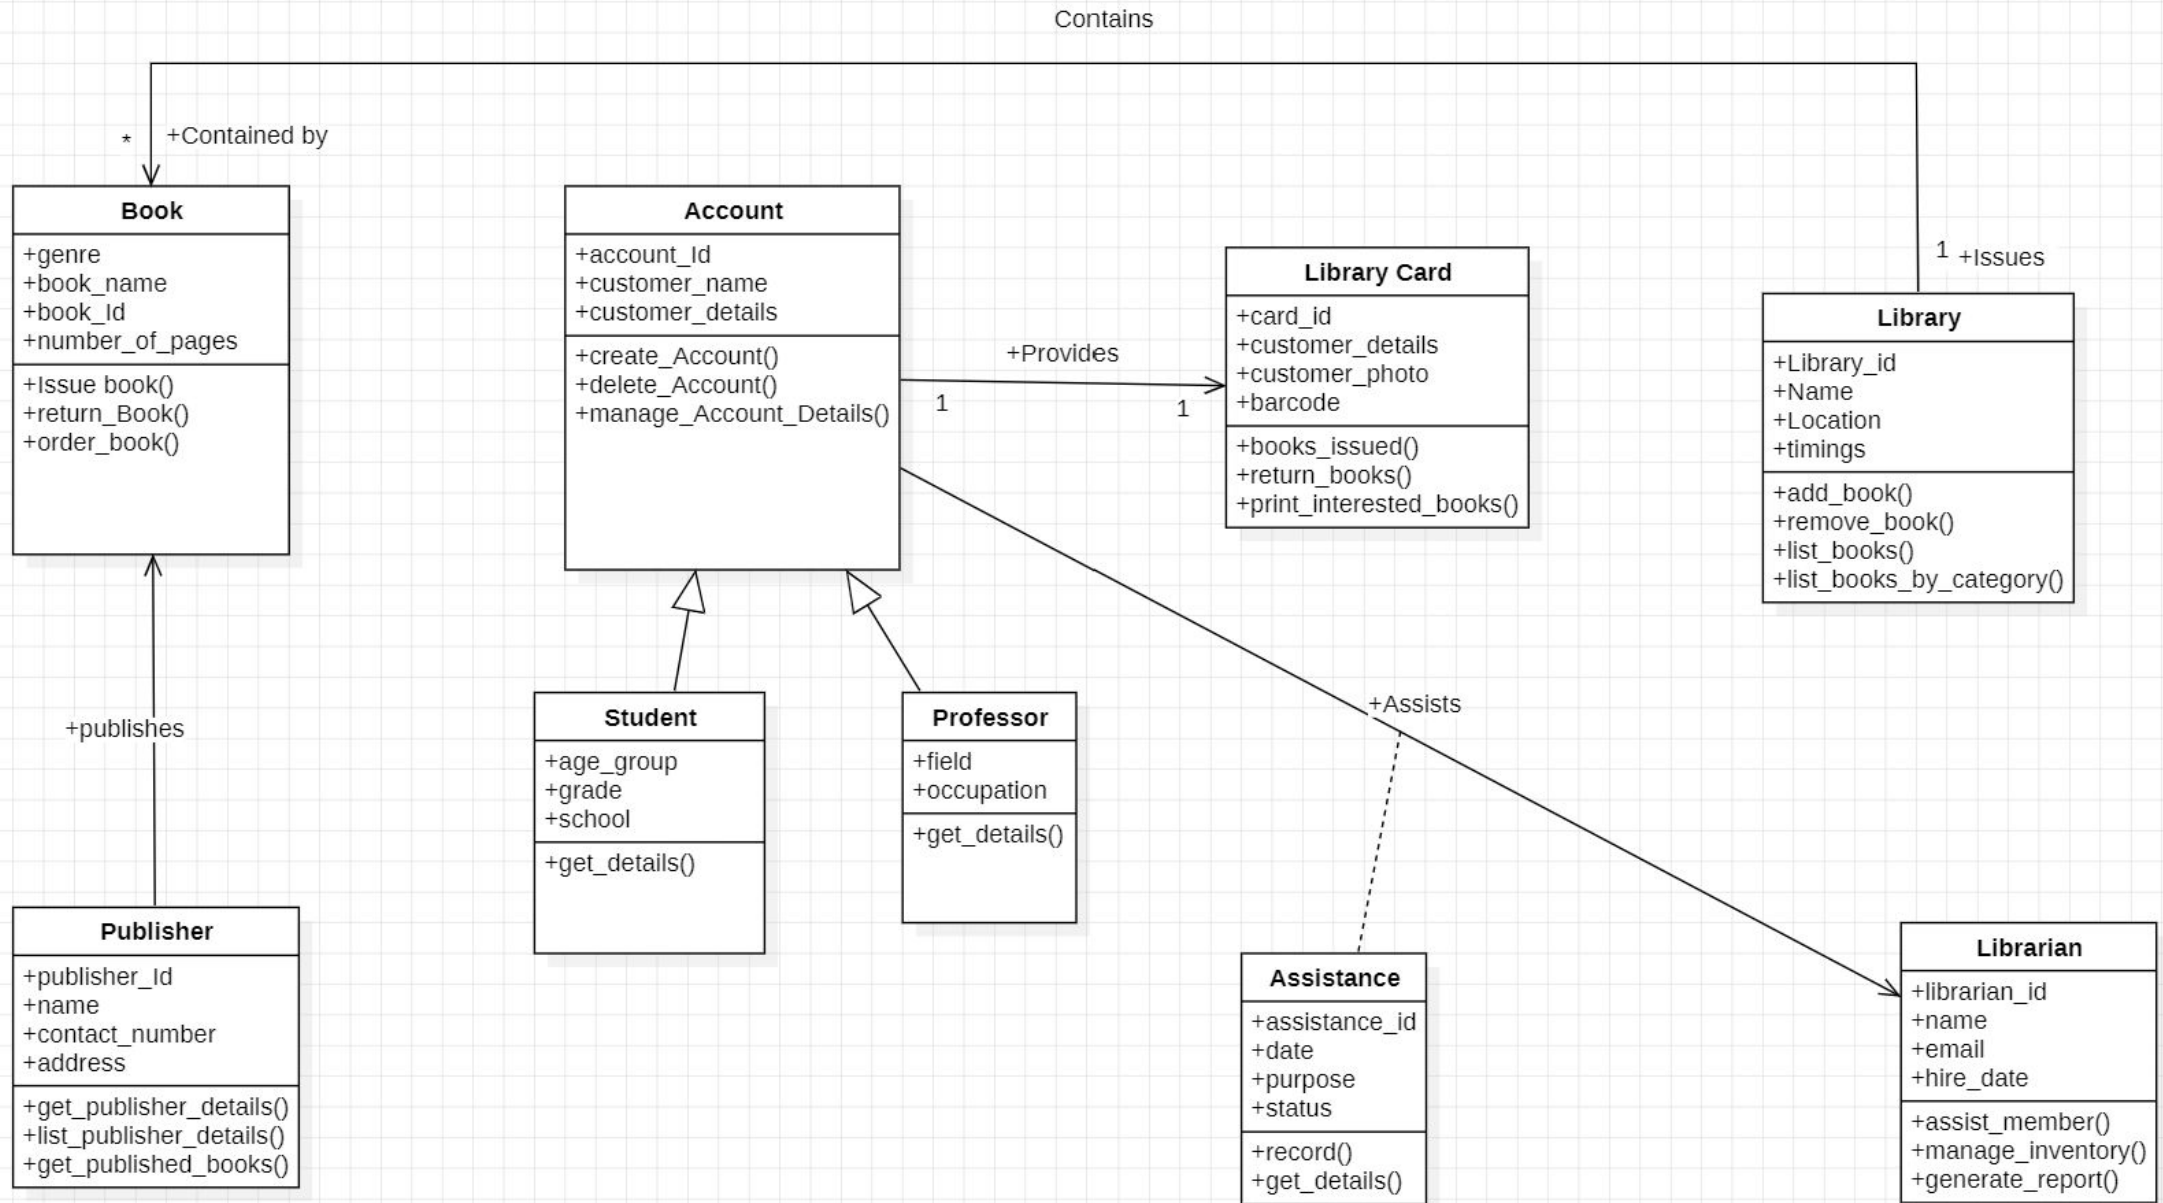 Contains
*
+Contained by
1
+Issues
Book
+genre
+book_name
+book_Id
+number_of_pages
+Issue book()
+return_Book()
+order_book()
Account
+account_Id
+customer_name
+customer_details
+create_Account()
+delete_Account()
+manage_Account_Details()
+Provides
1
1
Library Card
+card_id
+customer_details
+customer_photo
+barcode
+books_issued()
+return_books()
+print_interested_books()
Library
+Library_id
+Name
+Location
+timings
+add_book()
+remove_book()
+list_books()
+list_books_by_category()
+publishes
Student
+age_group
+grade
+school
+get_details()
Professor
+field
+occupation
+get_details()
+Assists
Publisher
+publisher_Id
+name
+contact_number
+address
+get_publisher_details()
+list_publisher_details()
+get_published_books()
Assistance
+assistance_id
+date
+purpose
+status
+record()
+get_details()
Librarian
+librarian_id
+name
+email
+hire_date
+assist_member()
+manage_inventory()
+generate_report()